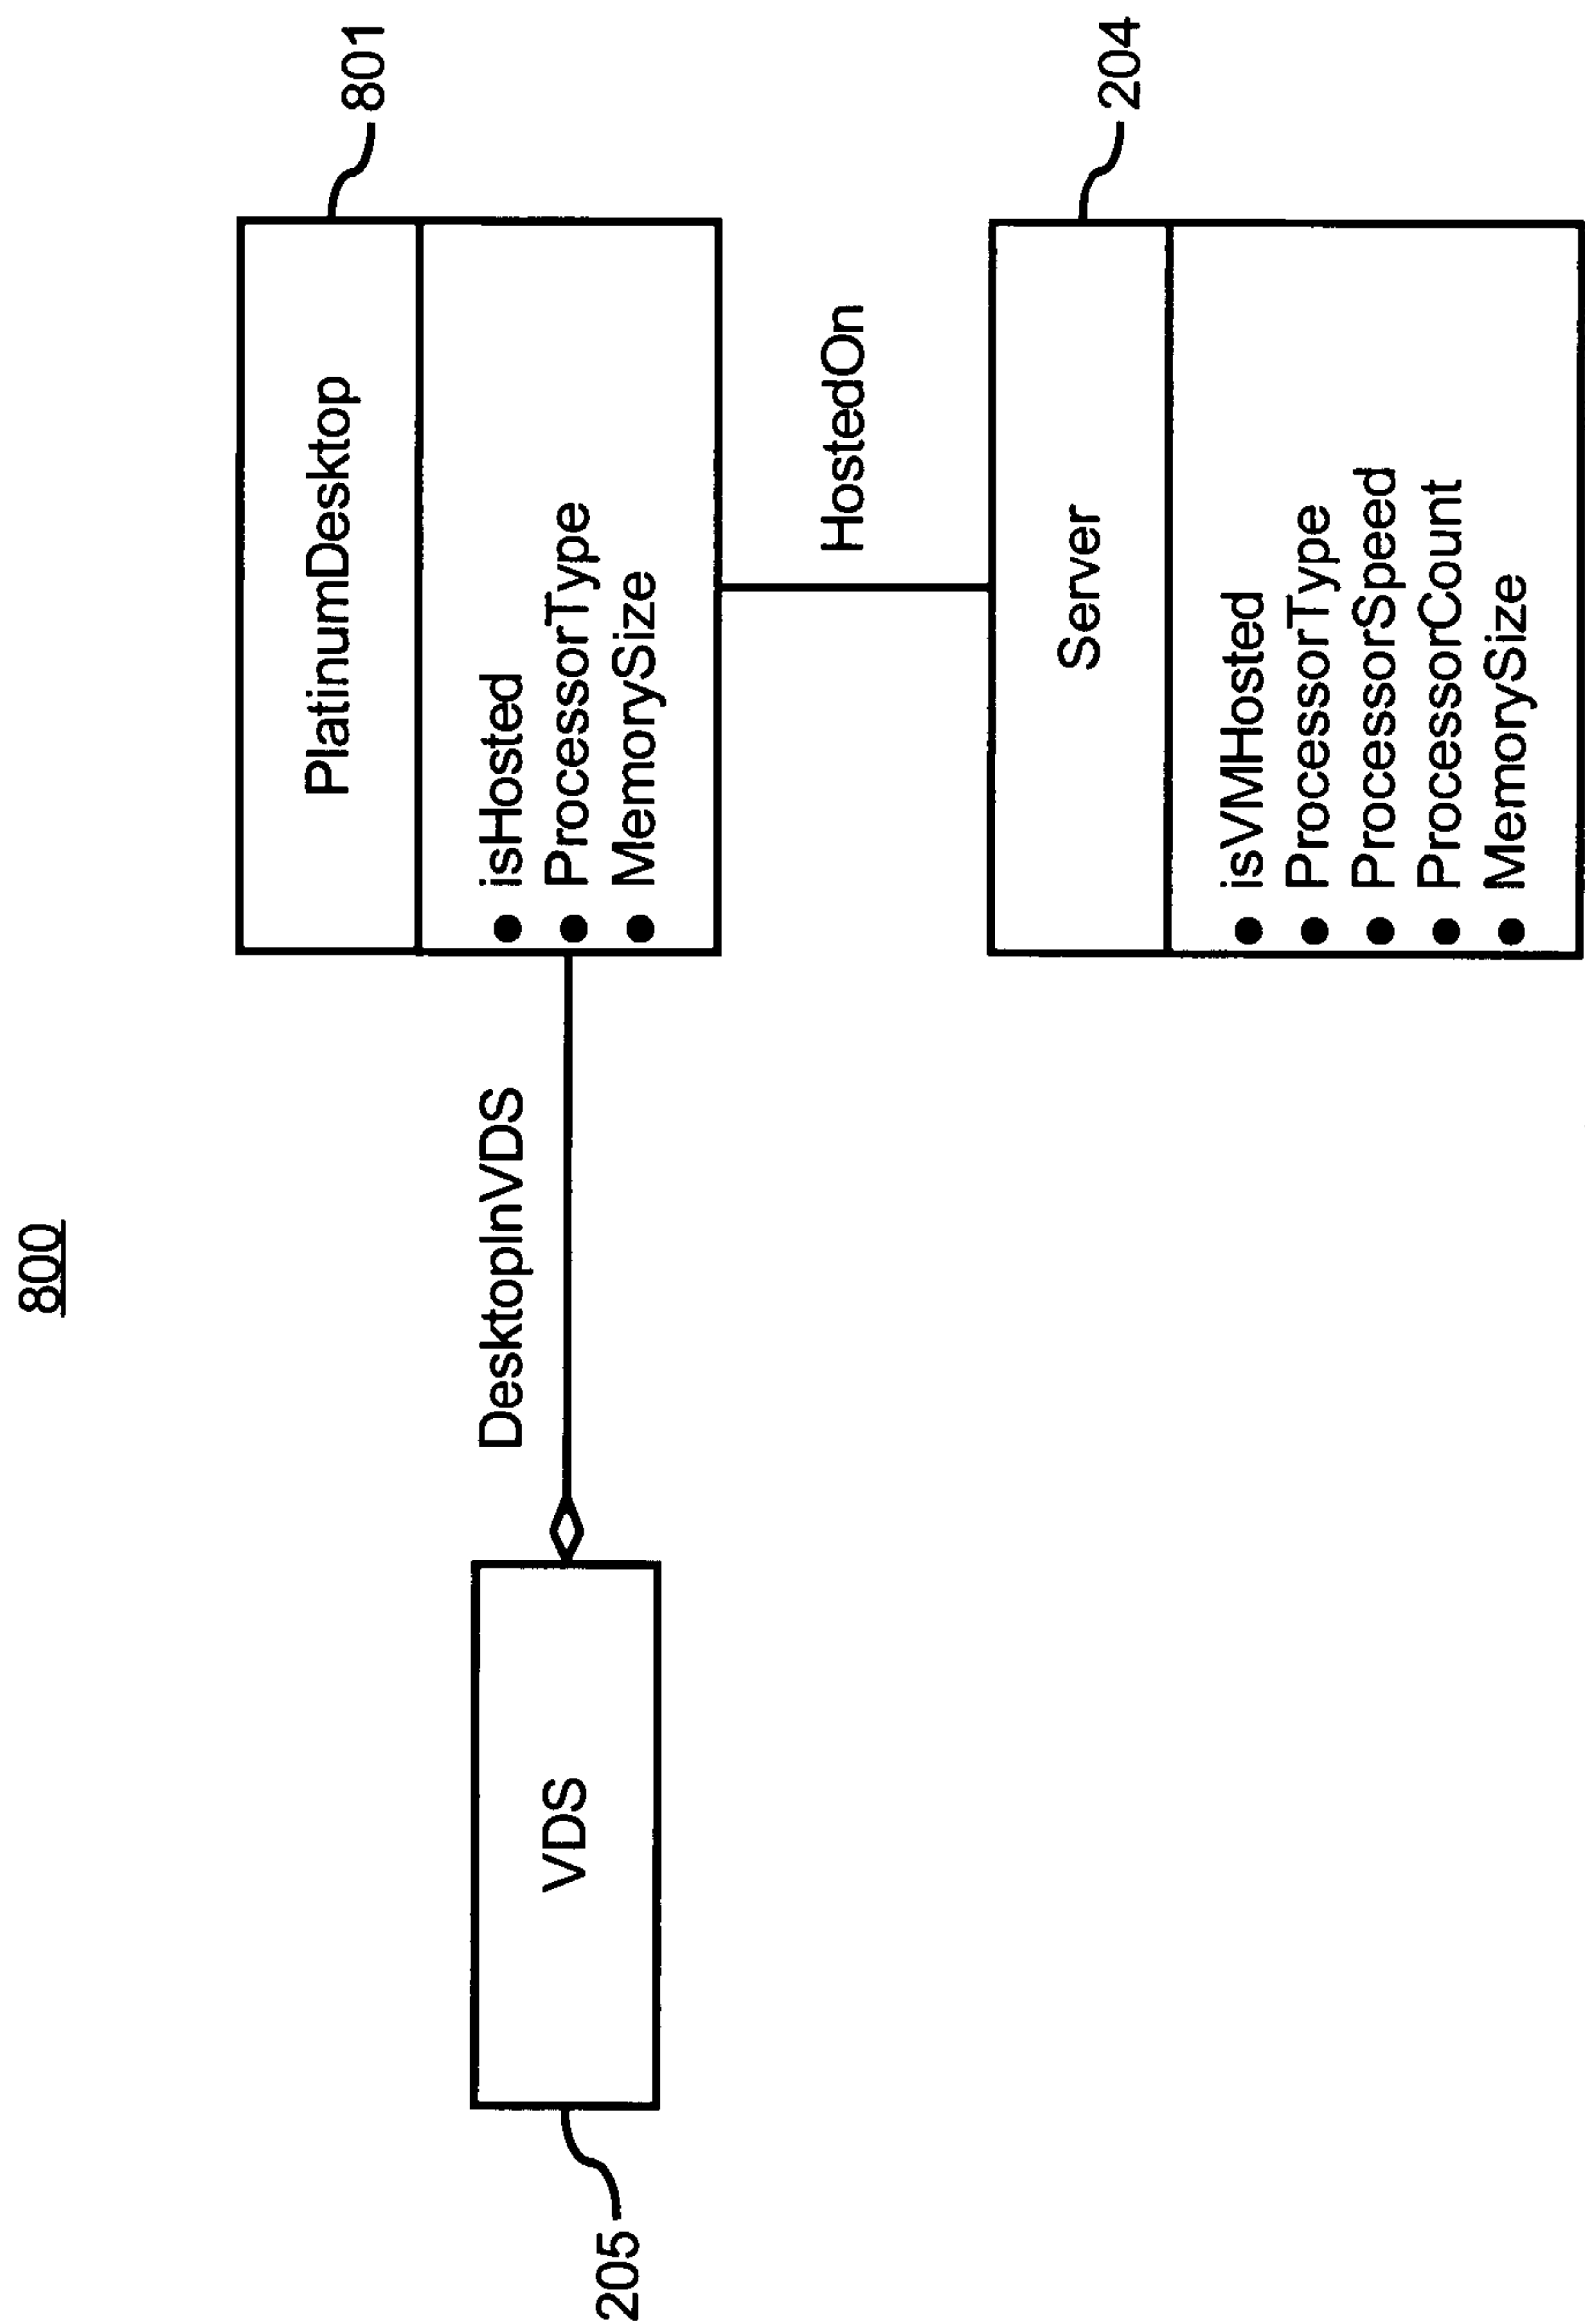 800
PlatinumDesktop
801
● isHosted
● ProcessorType
● MemorySize
DesktopInVDS
VDS
205
HostedOn
Server
204
● isVMHosted
● ProcessorType
● ProcessorSpeed
● ProcessorCount
● MemorySize